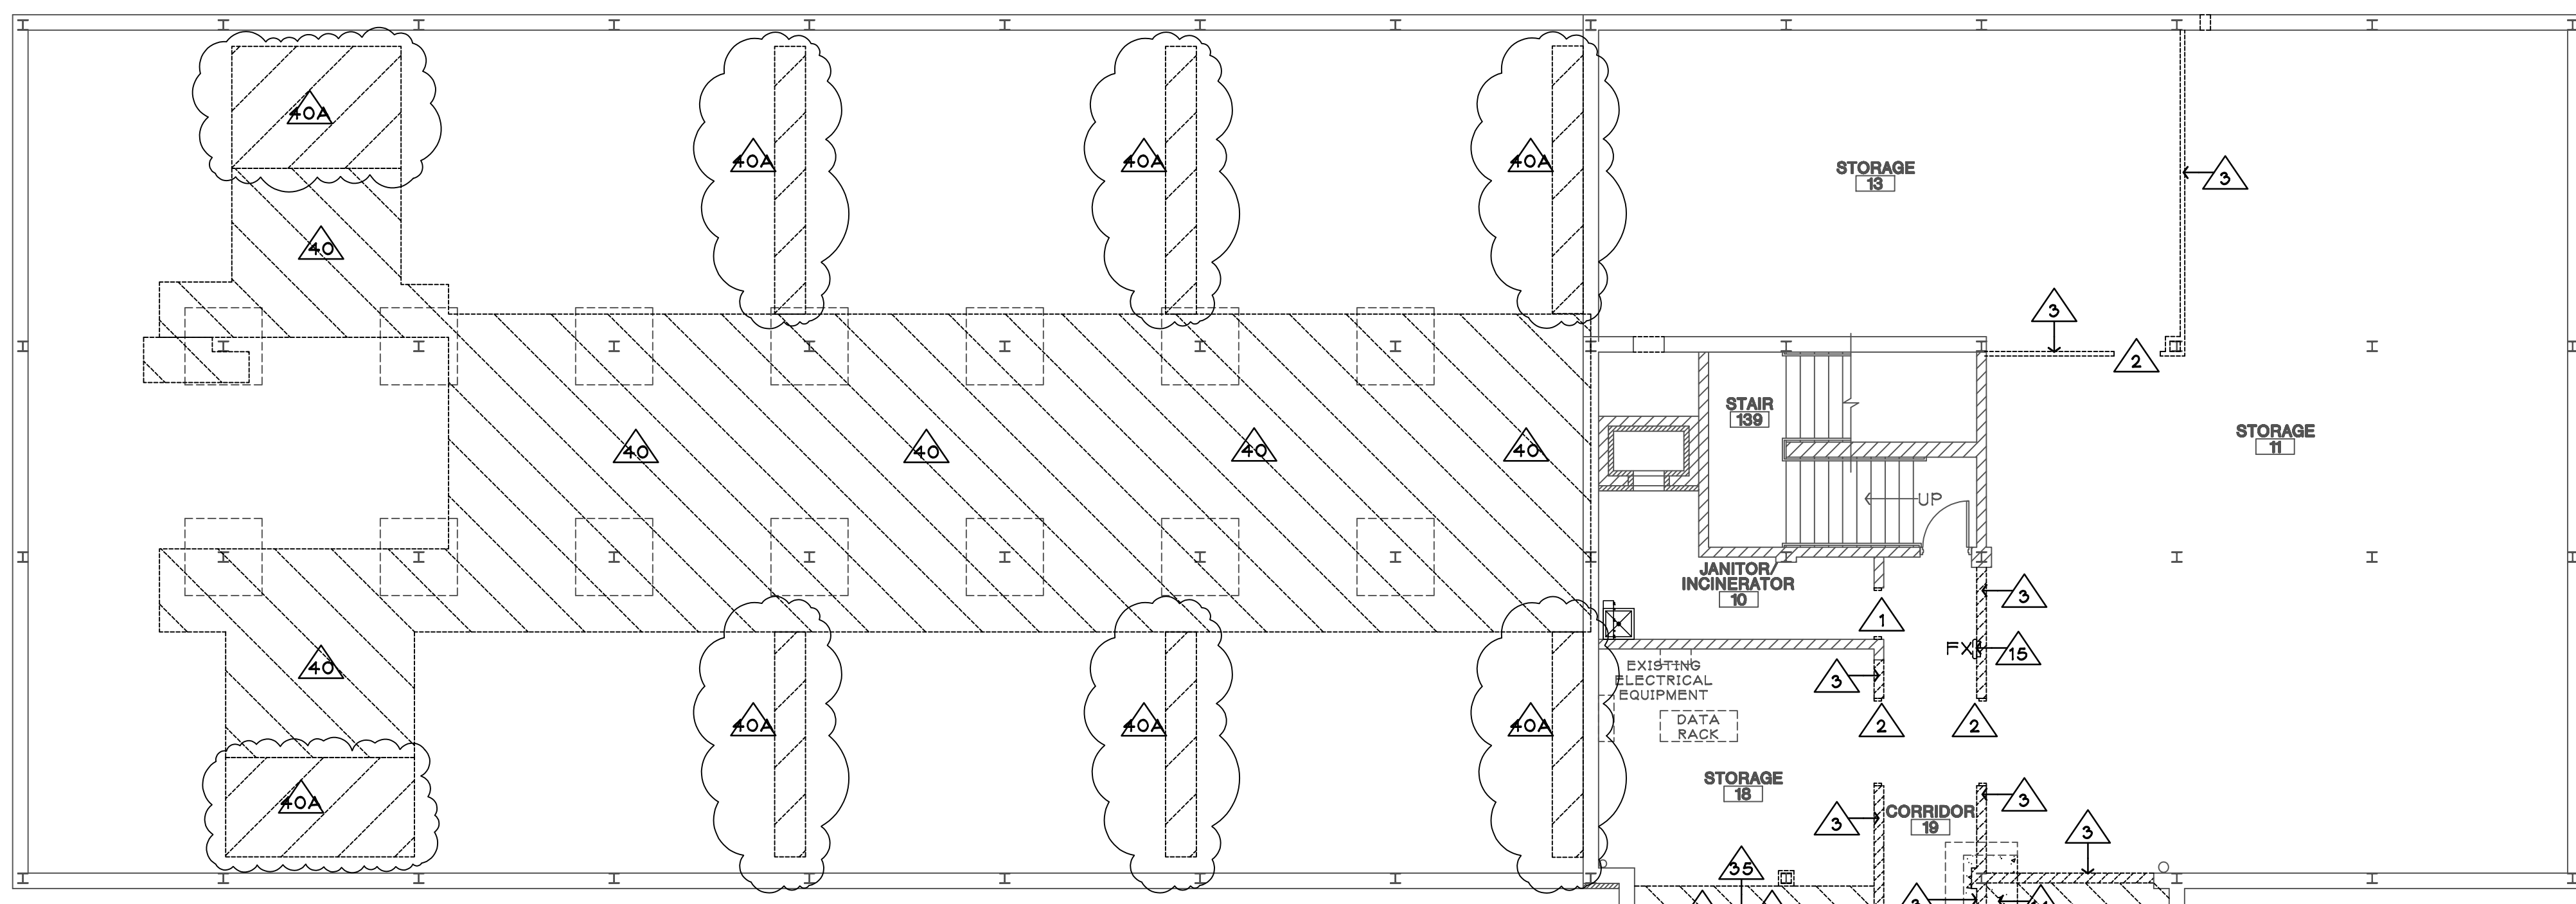 40A
40A
40A
40A
STORAGE
13
3
40
3
2
STAIR
139
STORAGE
11
40
40
40
40
UP
JANITOR/
INCINERATOR
10
3
1
FX
15
40
EXISTING
ELECTRICAL
EQUIPMENT
3
40A
40A
40A
DATA
RACK
2
2
STORAGE
18
40A
3
3
CORRIDOR
19
3
35